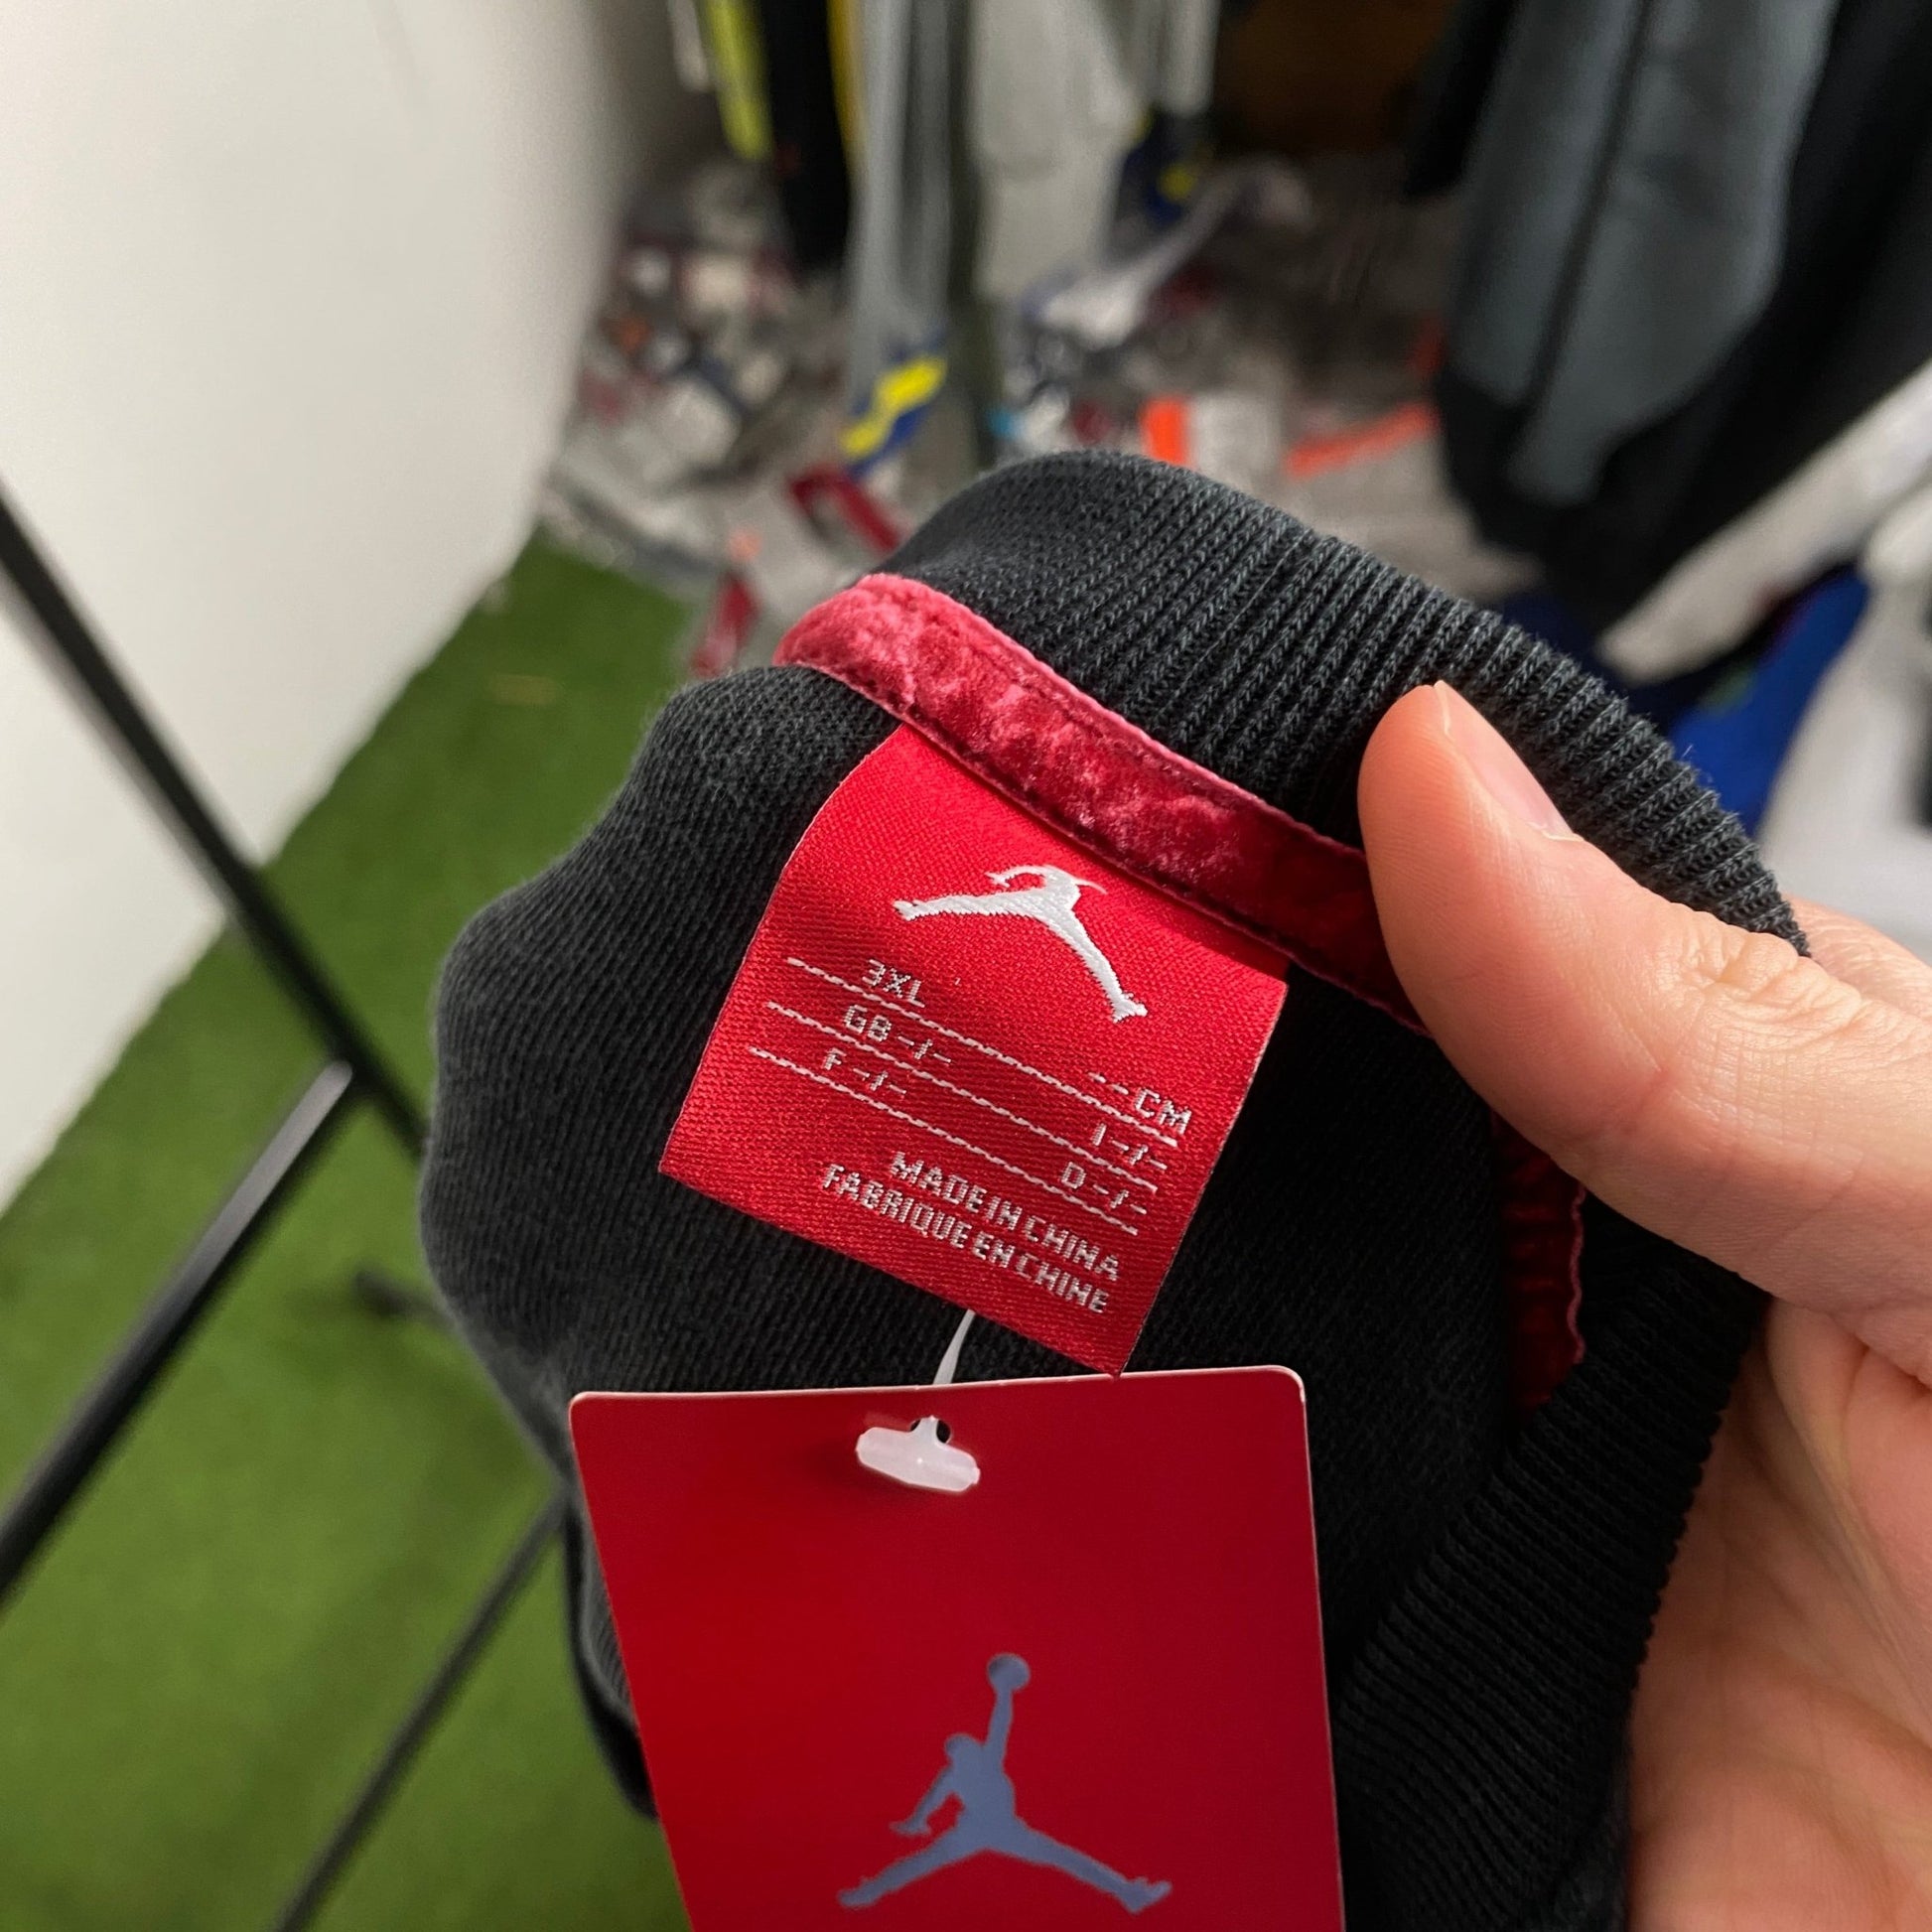 3XL --CM
GB -/- I -/-
F -/- D -/-
MADE IN CHINA
FABRIQUE EN CHINE